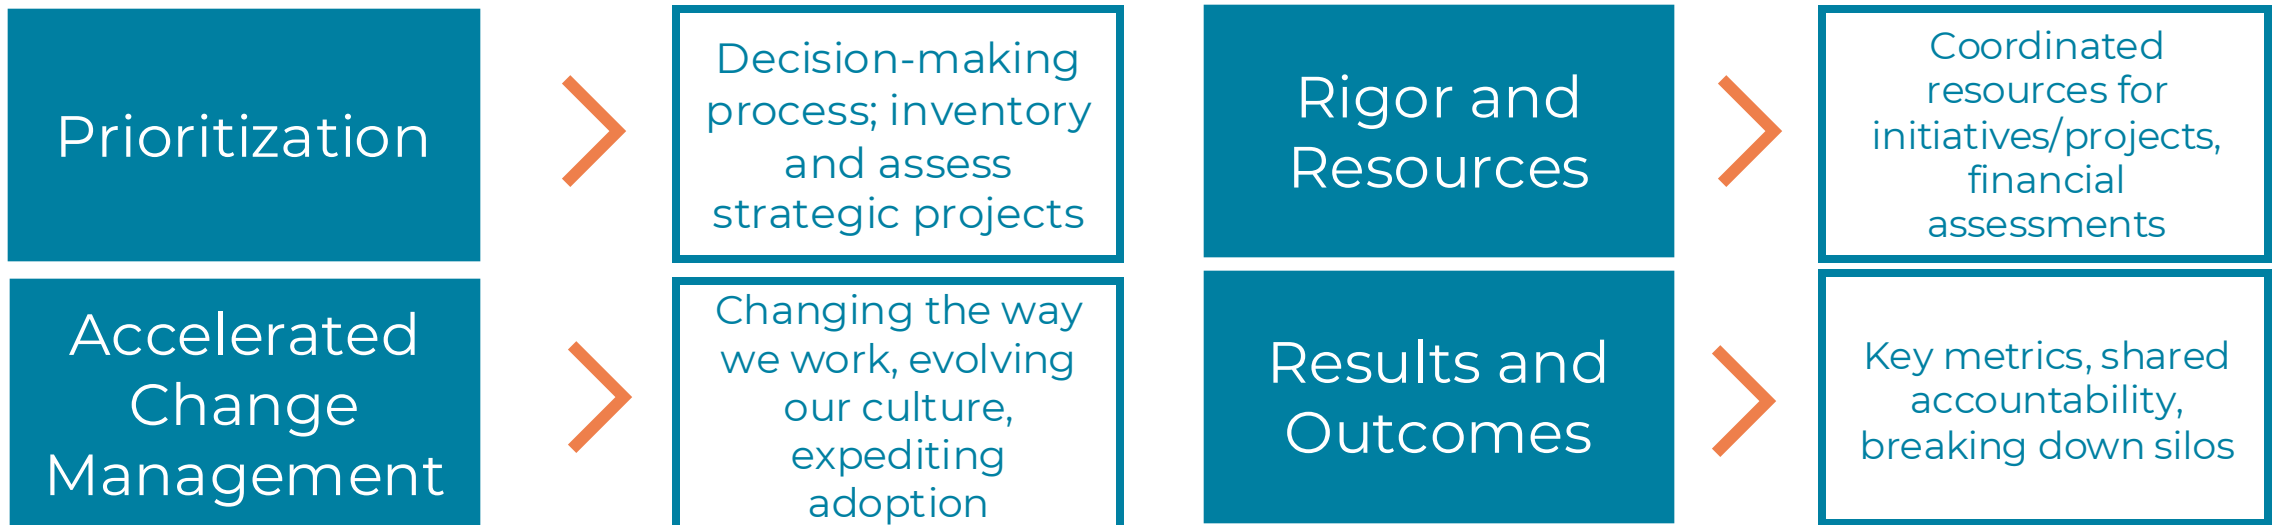 Prioritization
Decision-making
process; inventory
and assess
strategic projects
Rigor and
Resources
Coordinated
resources for
initiatives/projects,
financial
assessments
Accelerated
Change
Management
Changing the way
we work, evolving
our culture,
expediting
adoption
Results and
Outcomes
Key metrics, shared
accountability,
breaking down silos